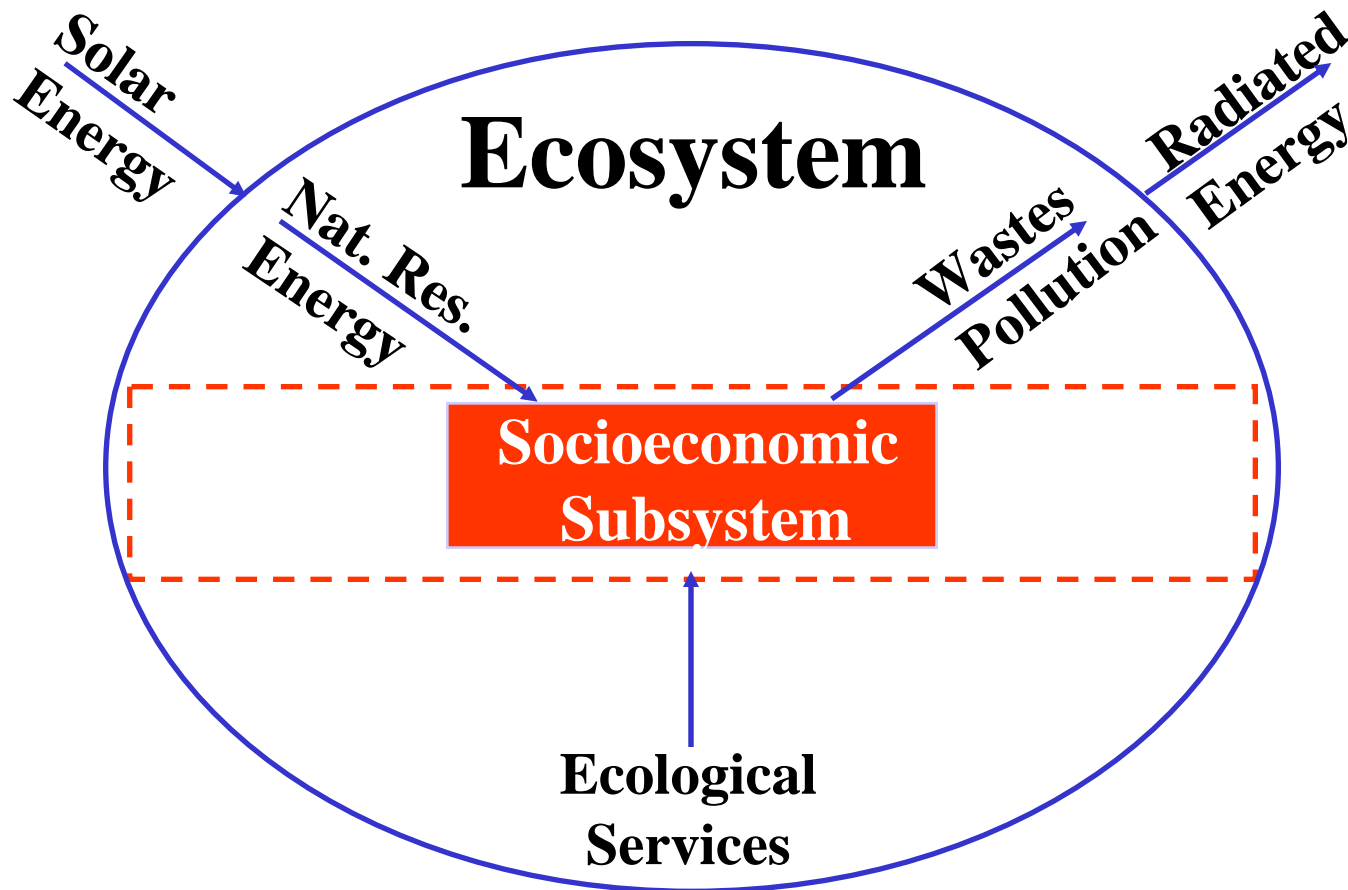 Solar
Energy
Ecosystem
Radiated
Energy
Nat. Res.
Energy
Wastes
Pollution
Socioeconomic
Subsystem
Ecological
Services